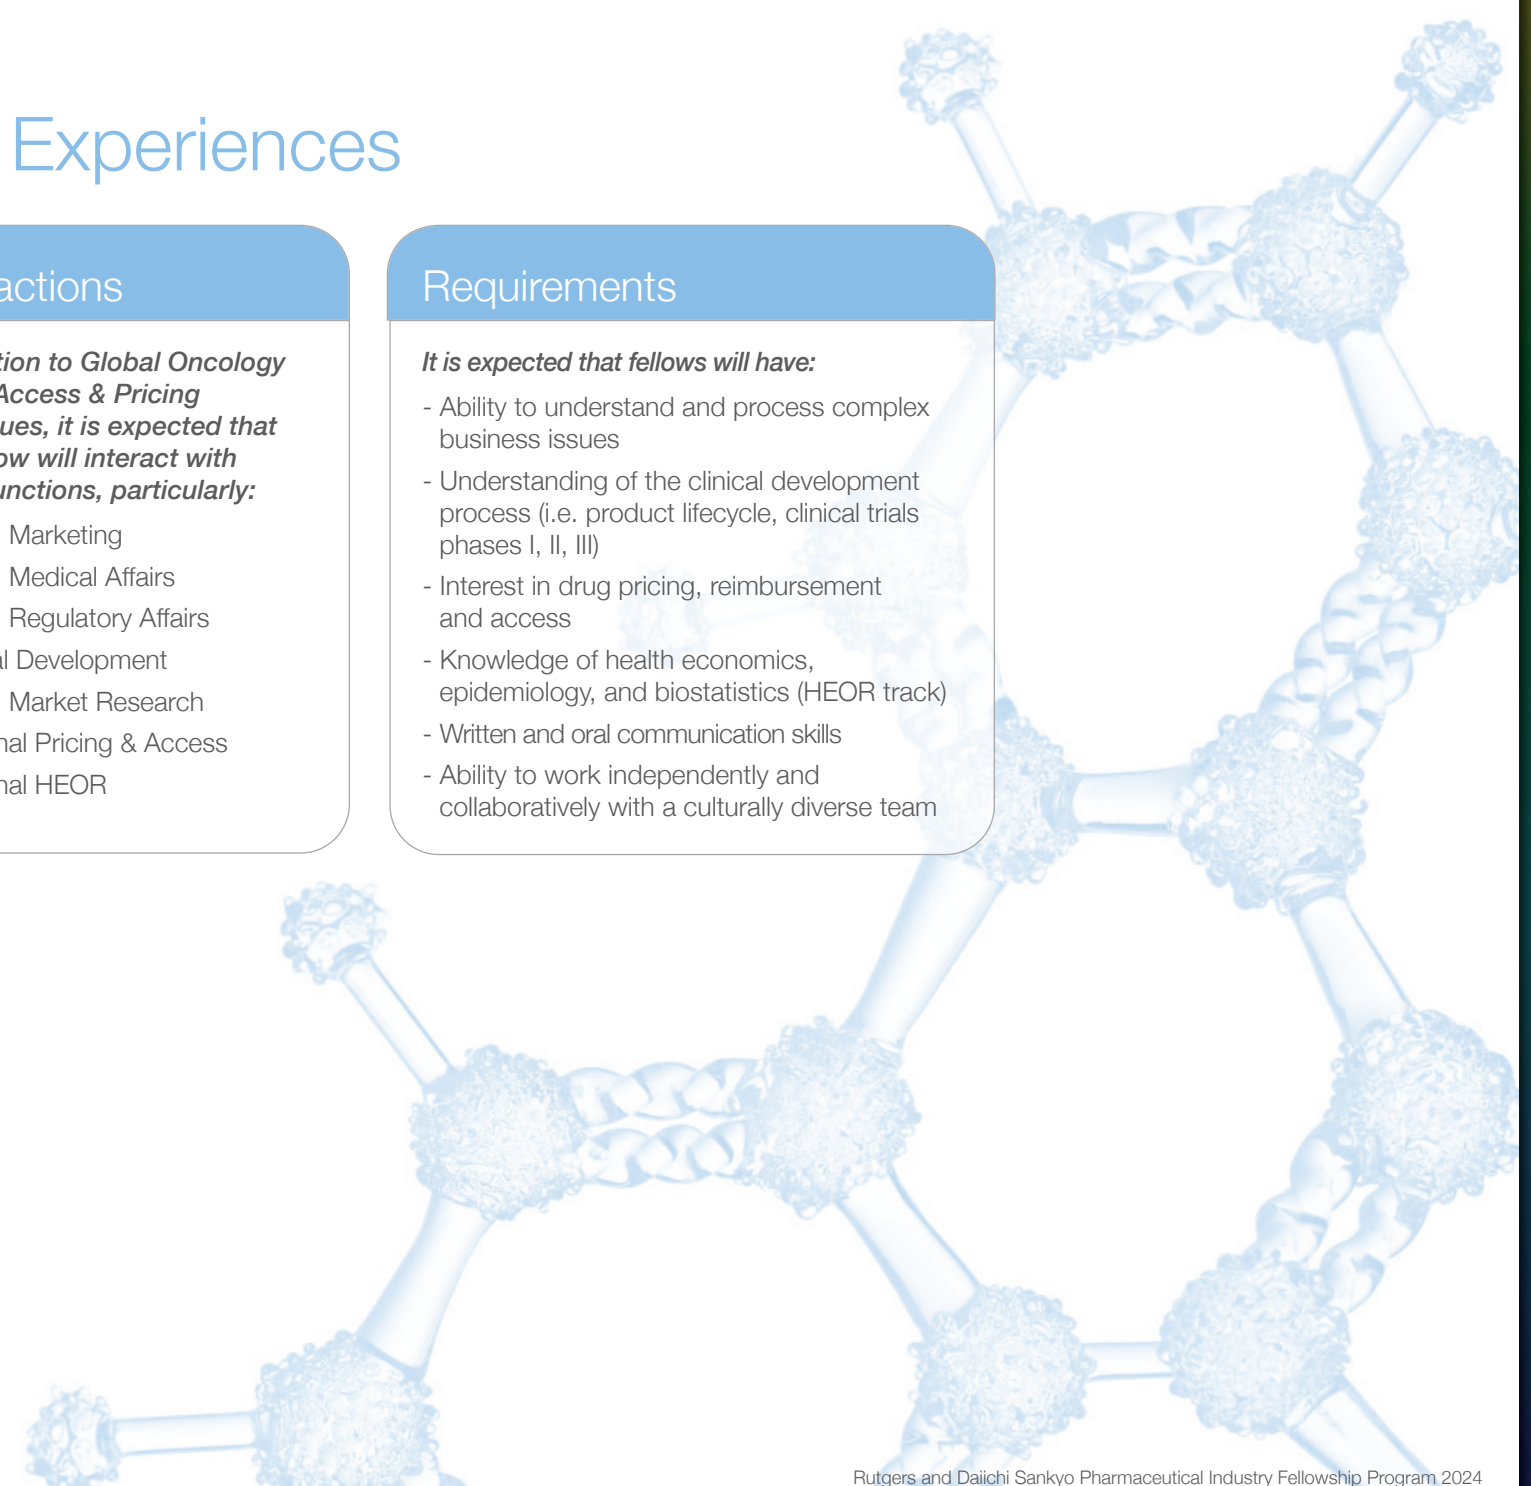 Experiences
actions
tion to Global Oncology
Access & Pricing
ues, it is expected that
ow will interact with
unctions, particularly:
Marketing
Medical Affairs
Regulatory Affairs
al Development
Market Research
nal Pricing & Access
nal HEOR
Requirements
It is expected that fellows will have:
- Ability to understand and process complex
business issues
- Understanding of the clinical development
process (i.e. product lifecycle, clinical trials
phases I, II, III)
- Interest in drug pricing, reimbursement
and access
- Knowledge of health economics,
epidemiology, and biostatistics (HEOR track)
- Written and oral communication skills
- Ability to work independently and
collaboratively with a culturally diverse team
Rutgers and Daiichi Sankyo Pharmaceutical Industry Fellowship Program 2024